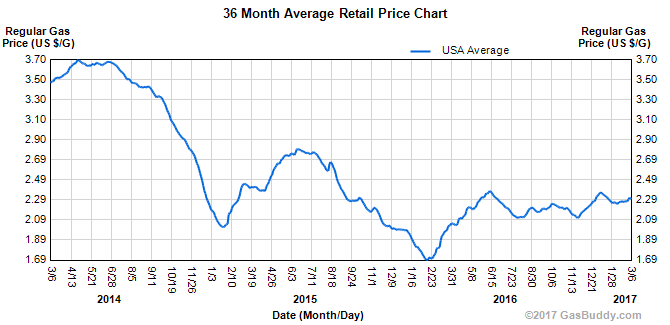 36 Month Average Retail Price Chart
Regular Gas
Price (US $/G)
Regular Gas
Price (US $/G)
USA Average
3.70 3.70
3.50 3.50
3.30 3.30
3.10 3.10
2.90 2.90
2.69 2.69
2.49 2.49
2.29 2.29
2.09 2.09
1.89 1.89
1.69 1.69
3/6 4/13 5/21 6/28 8/4 9/11 10/19 11/26 1/3 2/10 3/20 4/26 6/3 7/11 8/18 9/24 11/1 12/9 1/16 2/23 3/31 5/8 6/15 7/23 8/30 10/6 11/13 12/21 1/28 3/6
2014 2015 2016 2017
Date (Month/Day)
©2017 GasBuddy.com